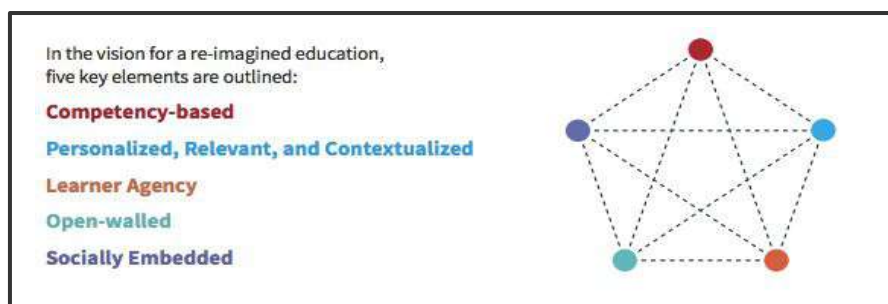 In the vision for a re-imagined education,
five key elements are outlined:
Competency-based
Personalized, Relevant, and Contextualized
Learner Agency
Open-walled
Socially Embedded